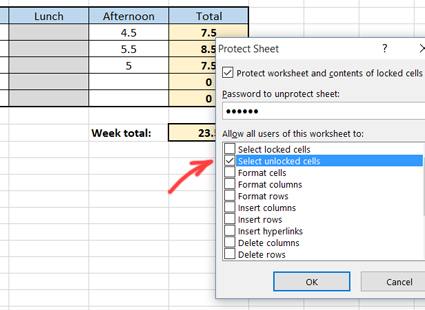 Lunch Afternoon Total
4.5 7.5
5.5 8.5
5 7.5
0
0
Week total: 23.
Protect Sheet
Protect worksheet and contents of locked cells
Password to unprotect sheet:
••••••
Allow all users of this worksheet to:
Select locked cells
Select unlocked cells
Format cells
Format columns
Format rows
Insert columns
Insert rows
Insert hyperlinks
Delete columns
Delete rows
OK Cancel